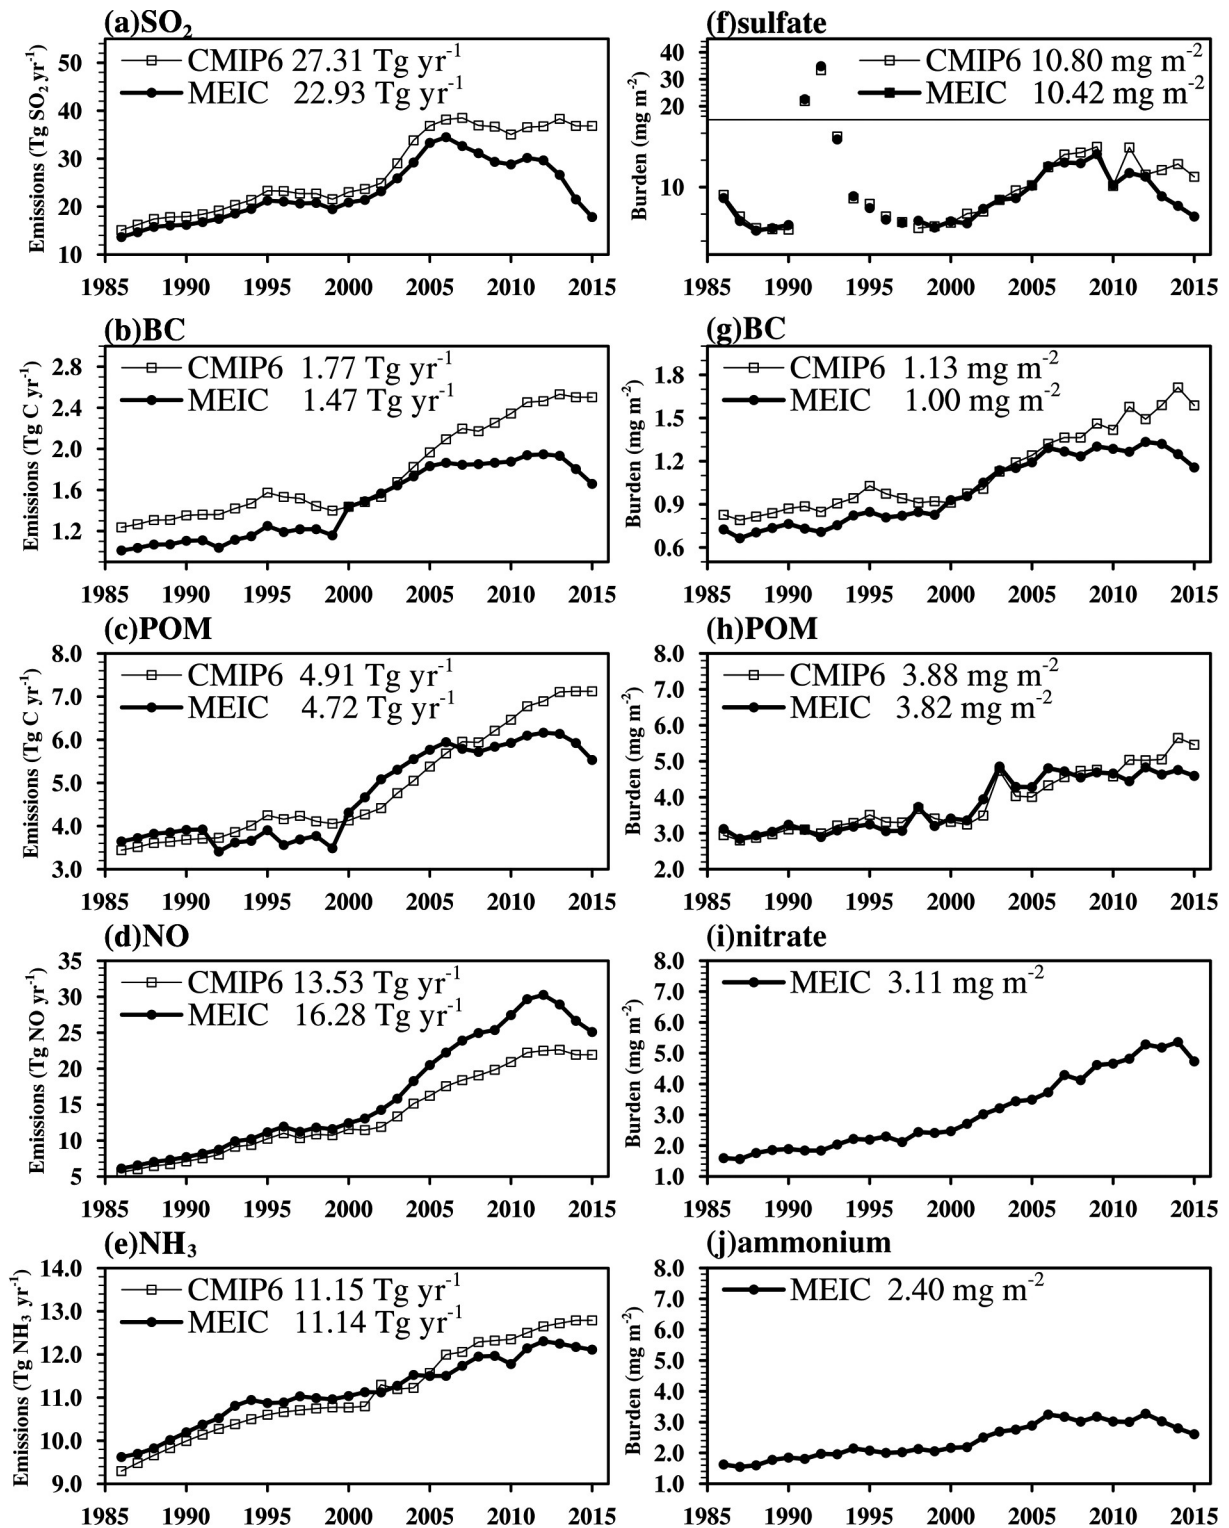 (a)SO₂
Emissions (Tg SO₂ yr⁻¹)
CMIP6 27.31 Tg yr⁻¹
MEIC 22.93 Tg yr⁻¹
50
40
30
20
10
1985 1990 1995 2000 2005 2010 2015
(f)sulfate
Burden (mg m⁻²)
CMIP6 10.80 mg m⁻²
MEIC 10.42 mg m⁻²
40
30
20
10
1985 1990 1995 2000 2005 2010 2015
(b)BC
Emissions (Tg C yr⁻¹)
CMIP6 1.77 Tg yr⁻¹
MEIC 1.47 Tg yr⁻¹
2.8
2.4
2.0
1.6
1.2
1985 1990 1995 2000 2005 2010 2015
(g)BC
Burden (mg m⁻²)
CMIP6 1.13 mg m⁻²
MEIC 1.00 mg m⁻²
1.8
1.5
1.2
0.9
0.6
1985 1990 1995 2000 2005 2010 2015
(c)POM
Emissions (Tg C yr⁻¹)
CMIP6 4.91 Tg yr⁻¹
MEIC 4.72 Tg yr⁻¹
8.0
7.0
6.0
5.0
4.0
3.0
1985 1990 1995 2000 2005 2010 2015
(h)POM
Burden (mg m⁻²)
CMIP6 3.88 mg m⁻²
MEIC 3.82 mg m⁻²
8.0
7.0
6.0
5.0
4.0
3.0
2.0
1985 1990 1995 2000 2005 2010 2015
(d)NO
Emissions (Tg NO yr⁻¹)
CMIP6 13.53 Tg yr⁻¹
MEIC 16.28 Tg yr⁻¹
35
30
25
20
15
10
5
1985 1990 1995 2000 2005 2010 2015
(i)nitrate
Burden (mg m⁻²)
MEIC 3.11 mg m⁻²
8.0
7.0
6.0
5.0
4.0
3.0
2.0
1.0
1985 1990 1995 2000 2005 2010 2015
(e)NH₃
Emissions (Tg NH₃ yr⁻¹)
CMIP6 11.15 Tg yr⁻¹
MEIC 11.14 Tg yr⁻¹
14.0
13.0
12.0
11.0
10.0
9.0
1985 1990 1995 2000 2005 2010 2015
(j)ammonium
Burden (mg m⁻²)
MEIC 2.40 mg m⁻²
8.0
7.0
6.0
5.0
4.0
3.0
2.0
1.0
1985 1990 1995 2000 2005 2010 2015